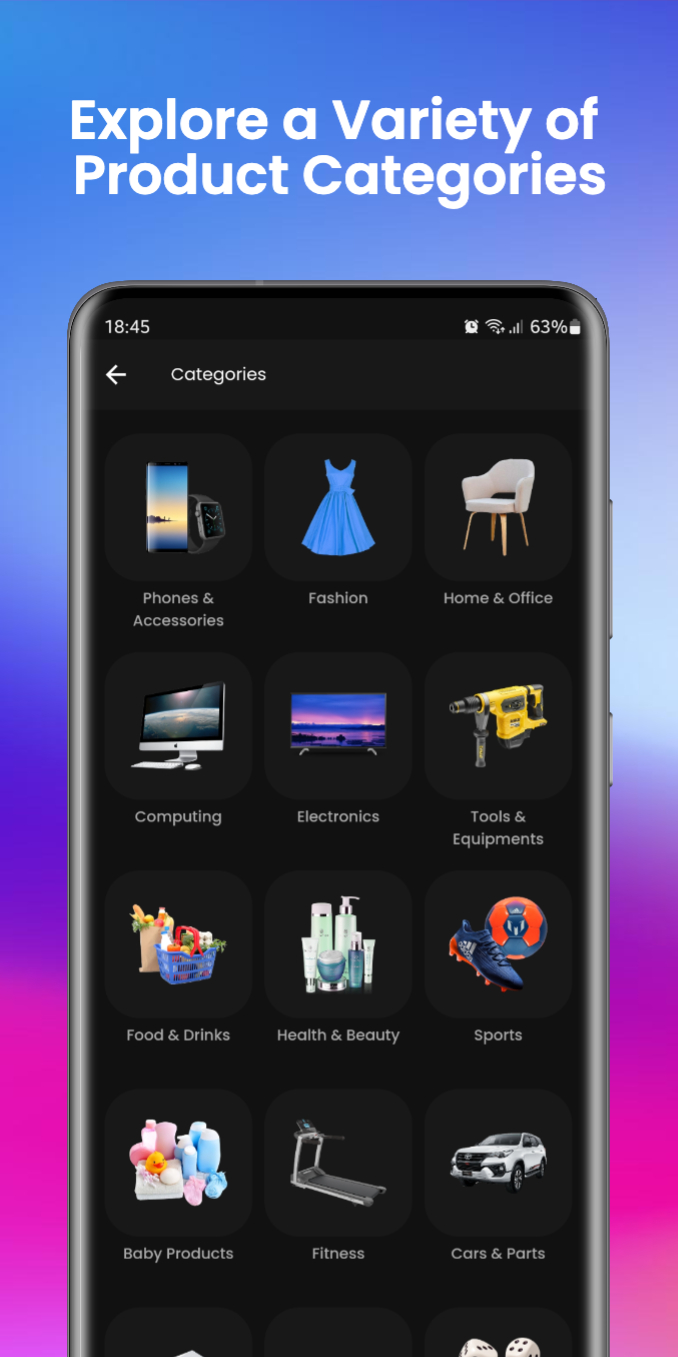 Explore a Variety of
Product Categories
18:45
63%
Categories
Phones &
Accessories
Fashion
Home & Office
Computing
Electronics
Tools &
Equipments
Food & Drinks
Health & Beauty
Sports
Baby Products
Fitness
Cars & Parts